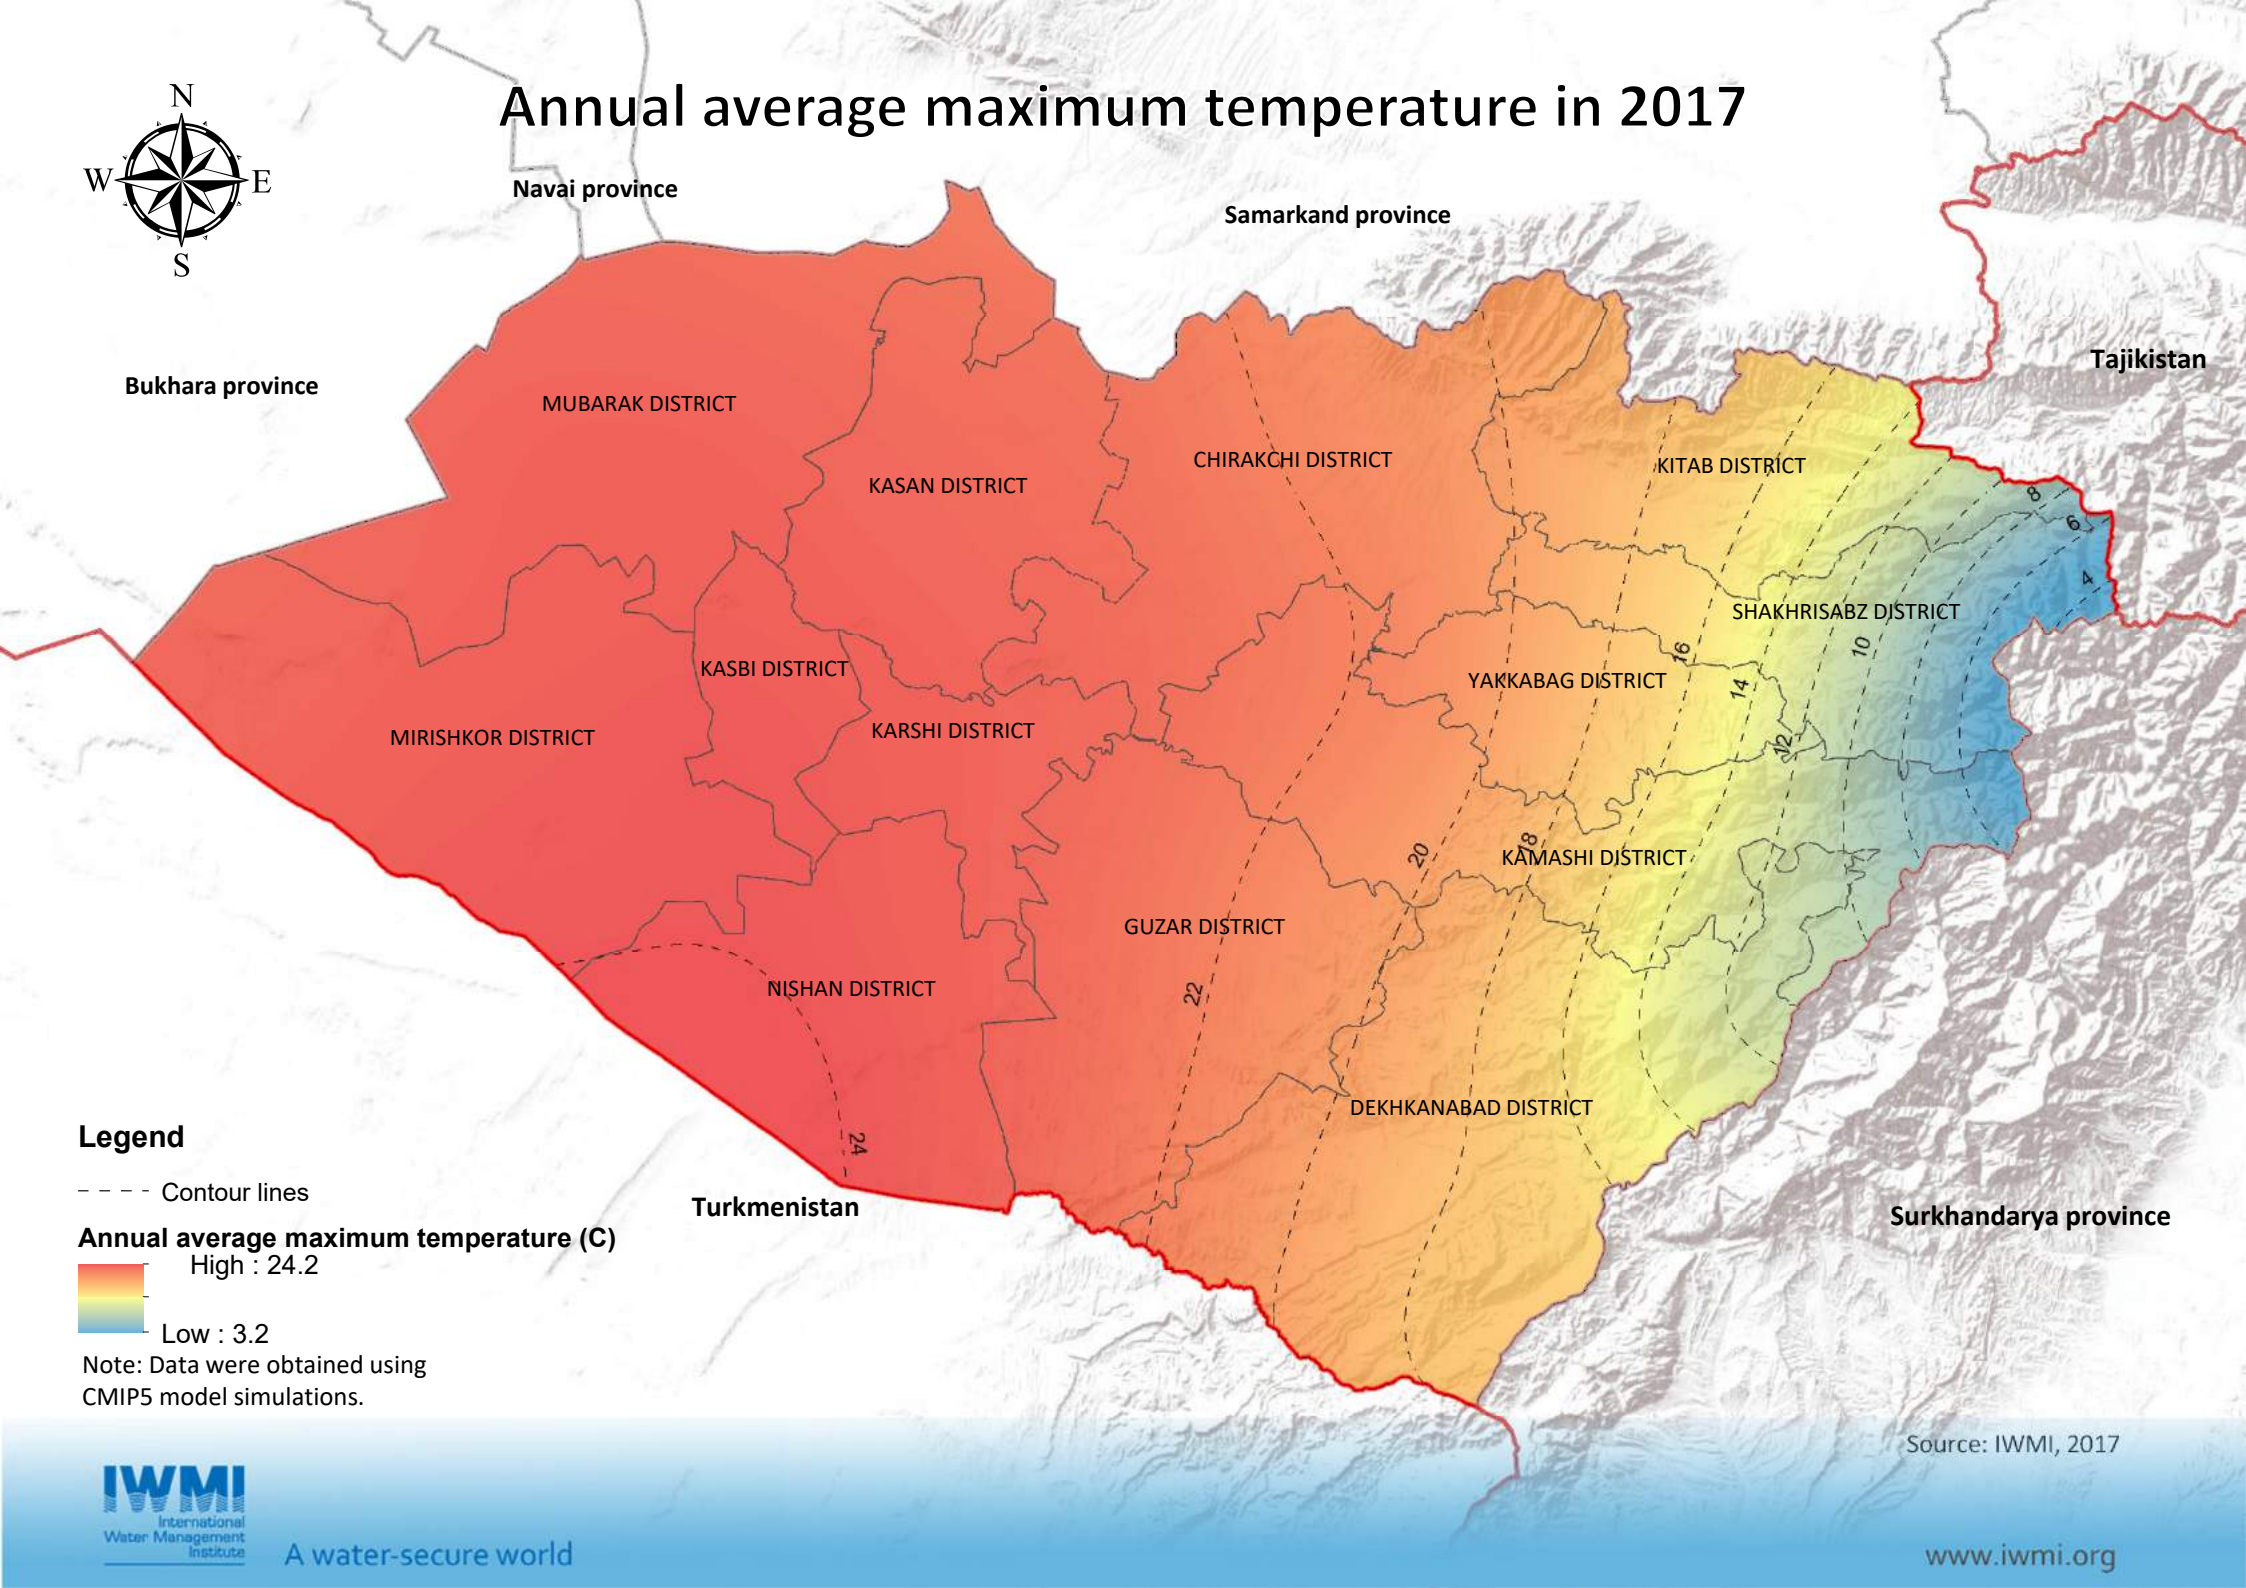 Annual average maximum temperature in 2017
N
W
E
S
Navai province
Samarkand province
Bukhara province
Tajikistan
MUBARAK DISTRICT
KASAN DISTRICT
CHIRAKCHI DISTRICT
KITAB DISTRICT
8
6
4
SHAKHRISABZ DISTRICT
10
16
KASBI DISTRICT
YAKKABAG DISTRICT
14
MIRISHKOR DISTRICT
KARSHI DISTRICT
12
20
18
KAMASHI DISTRICT
GUZAR DISTRICT
NISHAN DISTRICT
22
DEKHKANABAD DISTRICT
24
Turkmenistan
Surkhandarya province
Legend
Contour lines
Annual average maximum temperature (C)
High : 24.2
Low : 3.2
Note: Data were obtained using
CMIP5 model simulations.
Source: IWMI, 2017
IWMI
International
Water Management
Institute
A water-secure world
www.iwmi.org